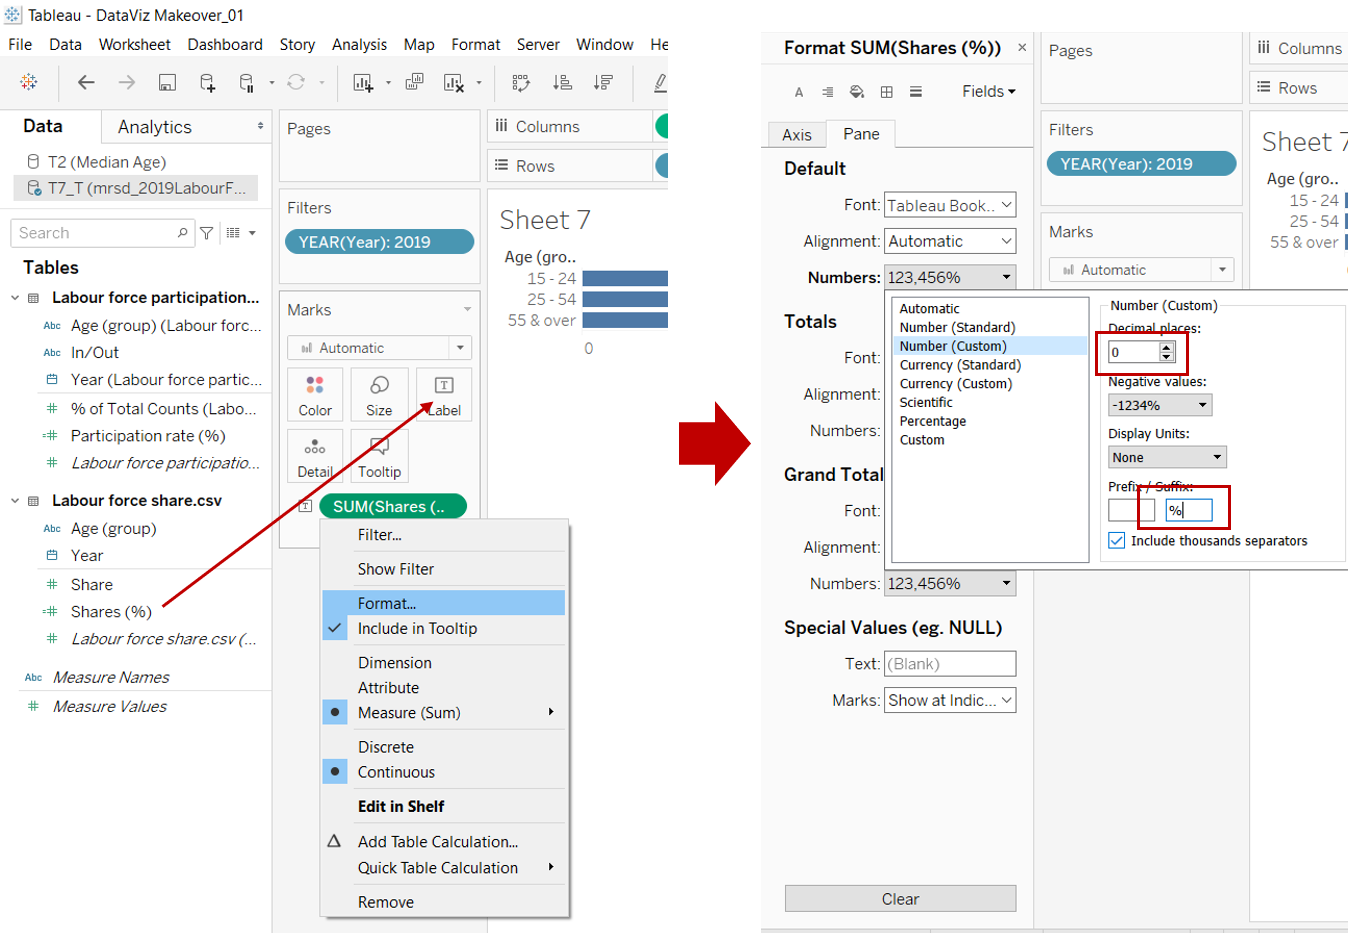 Tableau - DataViz Makeover_01
File Data Worksheet Dashboard Story Analysis Map Format Server Window He
Data
Analytics
T2 (Median Age)
T7_T (mrsd_2019LabourF...
Search
Tables
Labour force participation...
Abc Age (group) (Labour forc...
Abc In/Out
Year (Labour force partic...
% of Total Counts (Labo...
Participation rate (%)
Labour force participatio...
Labour force share.csv
Abc Age (group)
Year
Share
Shares (%)
Labour force share.csv (...
Abc Measure Names
Measure Values
Pages
Filters
YEAR(Year): 2019
Marks
Automatic
Color Size Label
Detail Tooltip
SUM(Shares (..
Filter...
Show Filter
Format...
Include in Tooltip
Dimension
Attribute
Measure (Sum)
Discrete
Continuous
Edit in Shelf
Add Table Calculation...
Quick Table Calculation
Remove
Columns
Rows
Sheet 7
Age (gro..
15 - 24
25 - 54
55 & over
0
Format SUM(Shares (%)) ×
Fields
Axis Pane
Default
Font: Tableau Book..
Alignment: Automatic
Numbers: 123,456%
Totals
Font:
Alignment:
Numbers:
Grand Total
Font:
Alignment:
Numbers: 123,456%
Special Values (eg. NULL)
Text: (Blank)
Marks: Show at Indic...
Clear
Automatic
Number (Standard)
Number (Custom)
Currency (Standard)
Currency (Custom)
Scientific
Percentage
Custom
Number (Custom)
Decimal places:
0
Negative values:
-1234%
Display Units:
None
Prefix / Suffix:
%
Include thousands separators
Pages
Filters
YEAR(Year): 2019
Marks
Automatic
Columns
Rows
Sheet 7
Age (gro..
15 - 24
25 - 54
55 & over